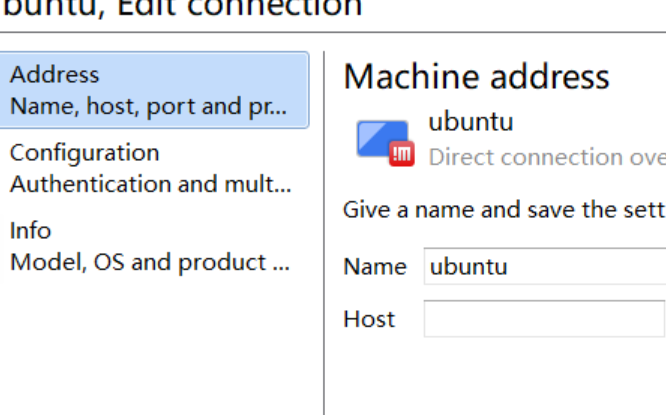 buntu, Edit connection
Address
Name, host, port and pr...
Configuration
Authentication and mult...
Info
Model, OS and product ...
Machine address
ubuntu
Direct connection ove
Give a name and save the sett
Name ubuntu
Host